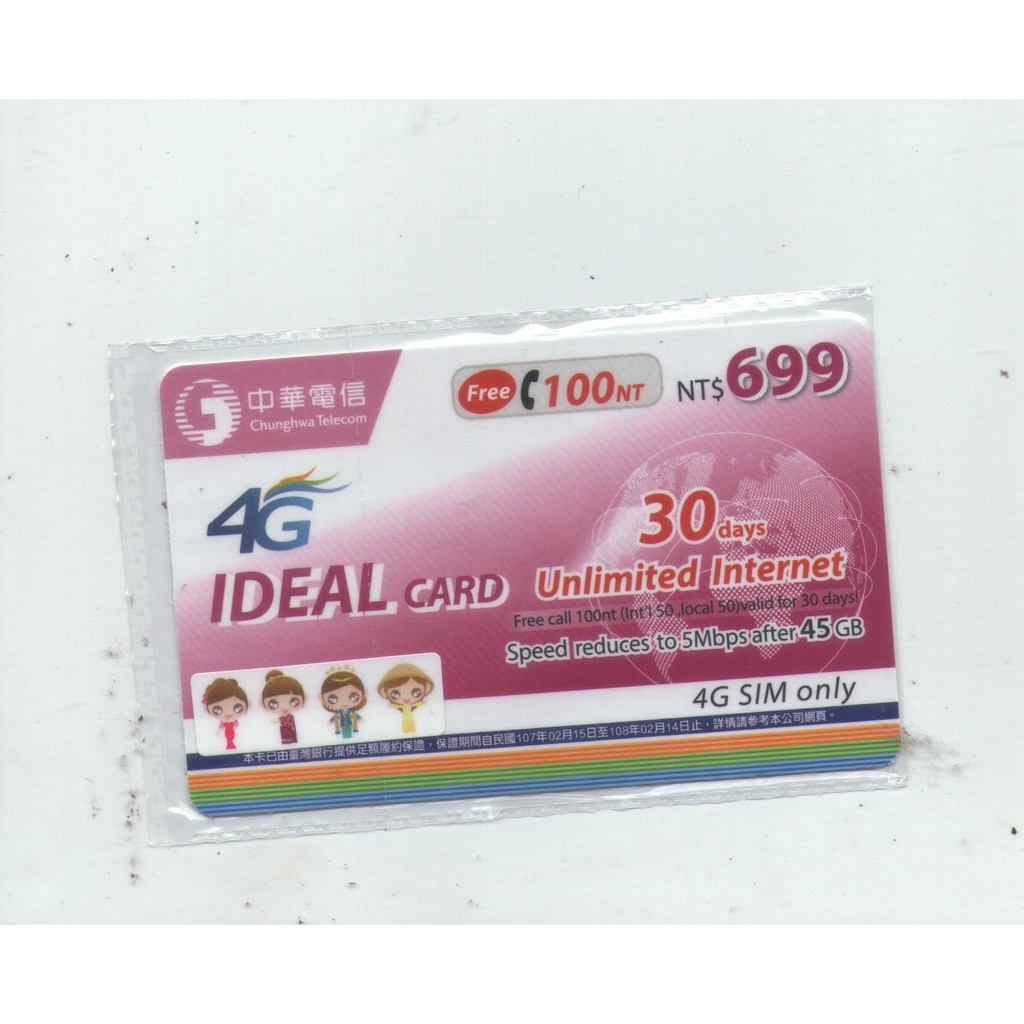 中華電信
Chunghwa Telecom
Free 100NT
NT$699
4G
IDEAL CARD
30 days
Unlimited Internet
Free call 100nt (Int'l 50 ,local 50)valid for 30 days!
Speed reduces to 5Mbps after 45 GB
4G SIM only
本卡已由臺灣銀行提供足額履約保證，保證期間自民國107年02月15日至108年02月14日止，詳情請參考本公司網頁。